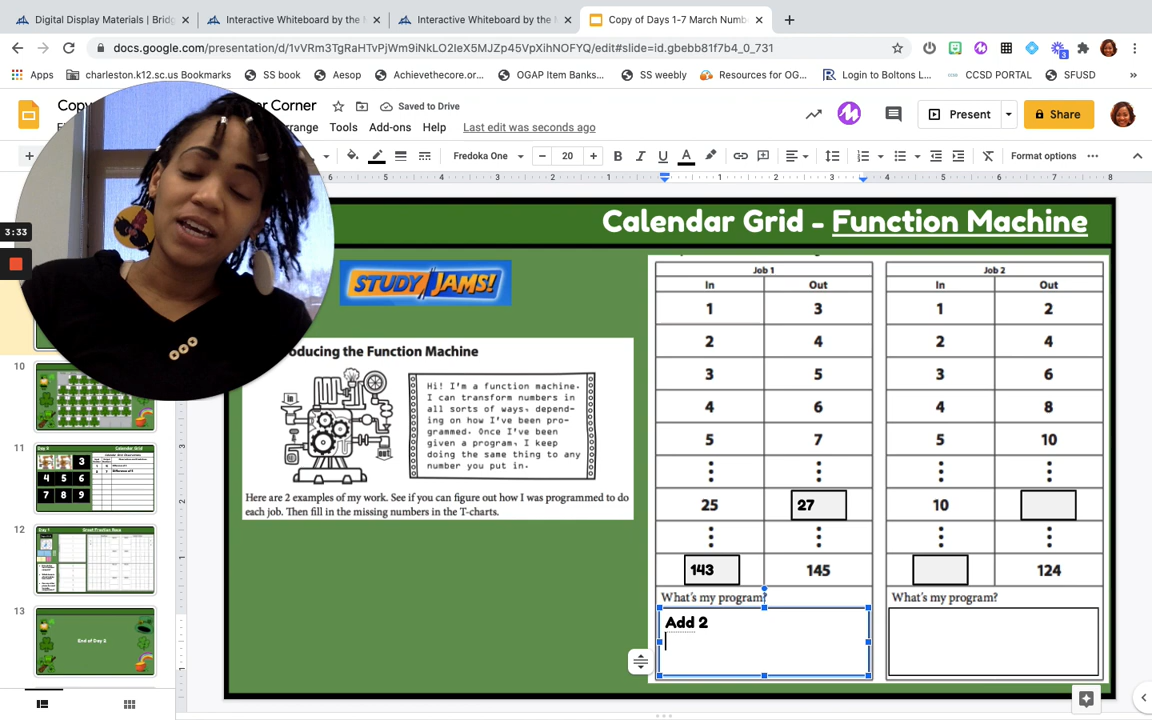 Digital Display Materials | Bridg
Interactive Whiteboard by the M
Interactive Whiteboard by the M
Copy of Days 1-7 March Numb
docs.google.com/presentation/d/1vVRm3TgRaHTvPjWm9iNkLO2IeX5MJZp45VpXihNOFYQ/edit#slide=id.gbebb81f7b4_0_731
3
Apps
charleston.k12.sc.us Bookmarks
SS book
Aesop
Achievethecore.or...
OGAP Item Banks...
SS weekly
Resources for OG...
Login to Boltons L...
CCSD PORTAL
SFUSD
»
Corner
Saved to Drive
Tools
Add-ons
Help
Last edit was seconds ago
Present
Share
Fredoka One
20
B I U A
Format options
3:33
10
11
12
13
End of Day 2
Calendar Grid - Function Machine
STUDY JAMS!
oducing the Function Machine
in
out
Hi! I'm a function machine.
I can transform numbers in
all sorts of ways, depend-
ing on how I've been pro-
grammed. Once I've been
given a program, I keep
doing the same thing to any
number you put in.
Here are 2 examples of my work. See if you can figure out how I was programmed to do
each job. Then fill in the missing numbers in the T-charts.
Job 1
In Out
1 3
2 4
3 5
4 6
5 7
25 27
143 145
What's my program?
Add 2
Job 2
In Out
1 2
2 4
3 6
4 8
5 10
10
124
What's my program?